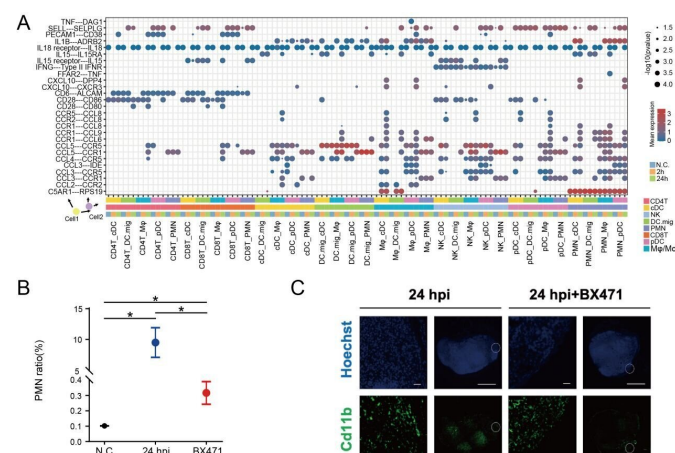 A
TNF---DAG1
SELL---SELPLG
PECAM1---CD38
IL1B---ADRB2
IL18 receptor---IL18
IL15---IL15RA
IL15 receptor---IL15
IFNG---Type II IFNR
FFAR2---TNF
CXCL10---DPP4
CXCL10---CXCR3
CD6---ALCAM
CD28---CD86
CD28---CD80
CCR5---CCL8
CCR2---CCL8
CCR1---CCL8
CCR1---CCL9
CCR1---CCL6
CCL5---CCR5
CCL5---CCR1
CCL4---CCR5
CCL3---IDE
CCL3---CCR5
CCL3---CCR1
CCL2---CCR2
C5AR1---RPS19
-log10(pvalue)
1.5
2.0
2.5
3.0
3.5
4.0
Mean expression
3
2
1
0
N.C.
2h
24h
CD4T
cDC
NK
DC.mig
PMN
CD8T
pDC
Mφ/Mo
Cell1
Cell2
CD4T_cDC
CD4T_DC.mig
CD4T_Mφ
CD4T_pDC
CD4T_PMN
CD8T_cDC
CD8T_DC.mig
CD8T_Mφ
CD8T_pDC
CD8T_PMN
cDC_DC.mig
cDC_Mφ
cDC_pDC
cDC_PMN
DC.mig_cDC
DC.mig_Mφ
DC.mig_pDC
DC.mig_PMN
Mφ_cDC
Mφ_DC.mig
Mφ_pDC
Mφ_PMN
NK_cDC
NK_DC.mig
NK_Mφ
NK_pDC
NK_PMN
pDC_cDC
pDC_DC.mig
pDC_Mφ
pDC_PMN
PMN_cDC
PMN_DC.mig
PMN_Mφ
PMN_pDC
B
PMN ratio(%)
15
10
5
0.4
0.3
0.2
0.1
0.0
*
*
*
N.C.
24 hpi
BX471
C
24 hpi
24 hpi+BX471
Hoechst
Cd11b